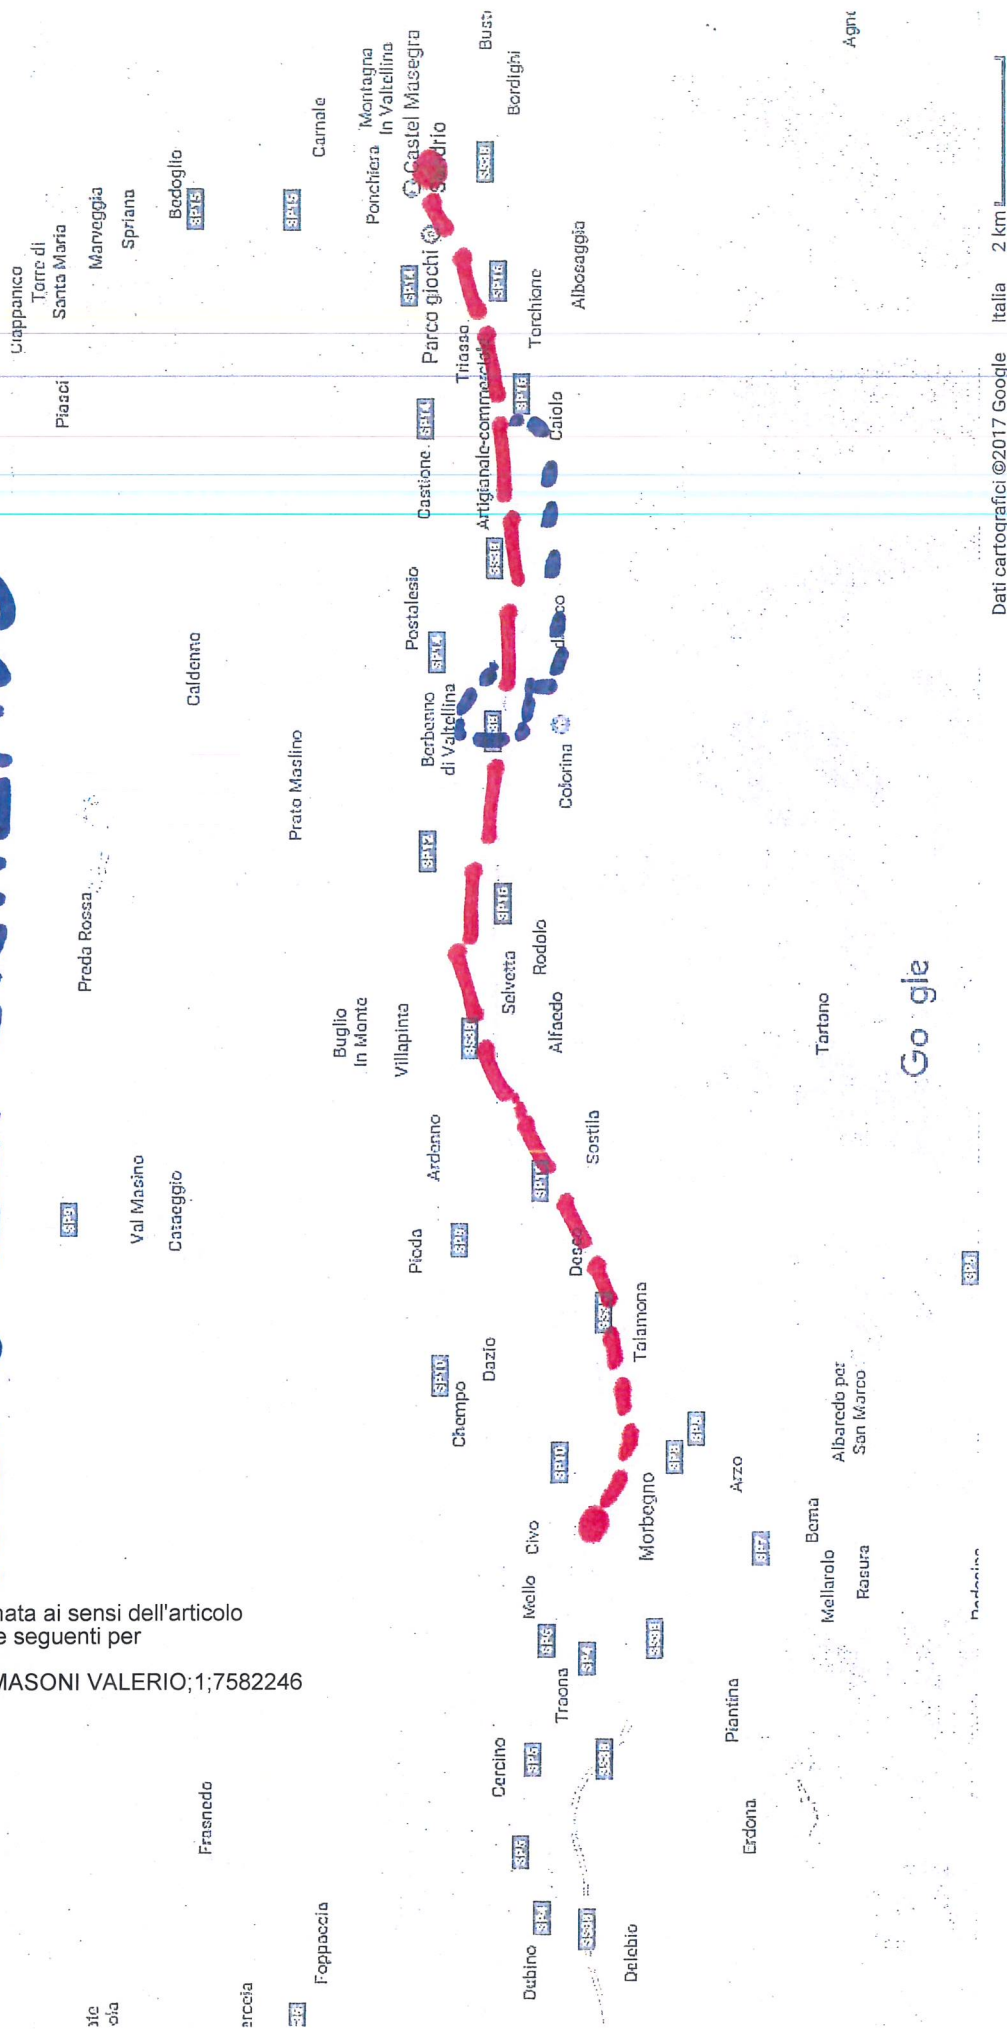 nata ai sensi dell'articolo
e seguenti per
MASONI VALERIO;1;7582246
Ciappanico
Torre di
Santa Maria
Marveggia
Spriana
Bedoglio
SP15
Piasci
SP15
Carnale
Ponchiera
Montagna
In Valtellina
Castel Masegra
Busti
Bordighi
SS38
Agne
SP14
Parco giochi
SP16
Torchione
Albosaggia
Triasso
SP14
SP16
Caiolo
Castione
Artigianale-commerciale
SS38
Postalesio
SP14
Caldenno
Berbenno
di Valtellina
Colorina
Prato Maslino
SP12
SP16
Preda Rossa
Rodolo
Selvetta
Alfaedo
Buglio
In Monte
Villapinta
SS38
Tartano
Google
Ardenno
Sostila
Val Masino
Cataeggio
SP9
Pioda
SP9
Desco
Talamona
SP10
Dazio
Chempo
SP10
SP8
Albaredo per
San Marco
Arzo
Civo
Morbegno
SP7
Bema
Mello
Mellarolo
Rasura
SP5
SP4
SS38
Traona
Piantina
Cercino
SP5
SS38
Frasnedo
Erdona
SP5
SP4
SS38
Dubino
Delebio
Foppaccia
Dati cartografici ©2017 Google
Italia
2 km